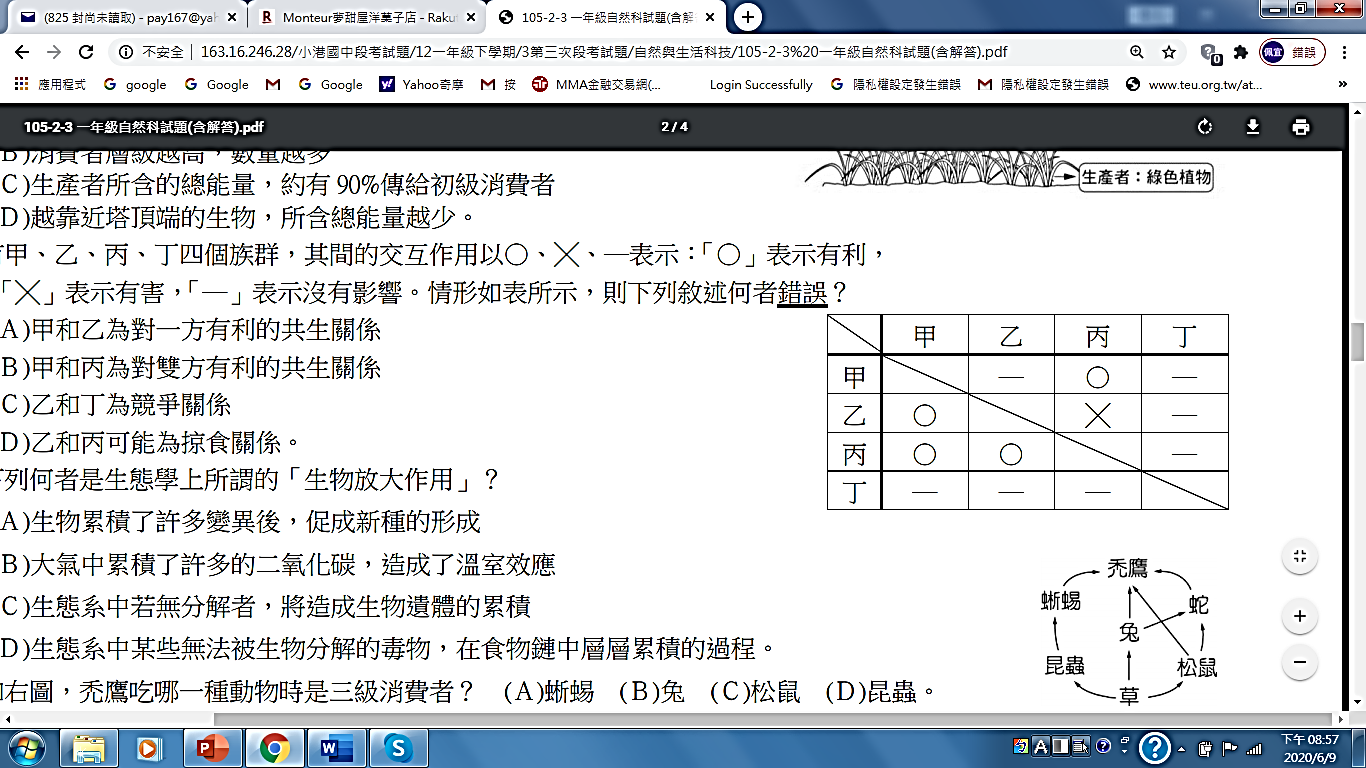 (825 封尚未讀取) - pay167@yah
Monteur夢甜屋洋菓子店 - Raku
105-2-3 一年級自然科試題(含解
不安全 | 163.16.246.28/小港國中段考試題/12一年級下學期/3第三次段考試題/自然與生活科技/105-2-3%20一年級自然科試題(含解答).pdf
0
佩宜 錯誤
應用程式 google Google Google Yahoo奇摩 按 MMA金融交易網(... Login Successfully 隱私權設定發生錯誤 隱私權設定發生錯誤 www.teu.org.tw/at... »
105-2-3 一年級自然科試題(含解答).pdf 2 / 4
B)消費者層級越高，數量越多
C)生產者所含的總能量，約有 90%傳給初級消費者
生產者：綠色植物
D)越靠近塔頂端的生物，所含總能量越少。
甲、乙、丙、丁四個族群，其間的交互作用以○、╳、—表示：「○」表示有利，
「╳」表示有害，「—」表示沒有影響。情形如表所示，則下列敘述何者錯誤？
A)甲和乙為對一方有利的共生關係
B)甲和丙為對雙方有利的共生關係
C)乙和丁為競爭關係
D)乙和丙可能為掠食關係。
甲 乙 丙 丁
甲 — ○ —
乙 ○ ╳ —
丙 ○ ○ —
丁 — — —
下列何者是生態學上所謂的「生物放大作用」？
A)生物累積了許多變異後，促成新種的形成
B)大氣中累積了許多的二氧化碳，造成了溫室效應
C)生態系中若無分解者，將造成生物遺體的累積
D)生態系中某些無法被生物分解的毒物，在食物鏈中層層累積的過程。
禿鷹
蜥蜴 蛇
兔
昆蟲 松鼠
草
如右圖，禿鷹吃哪一種動物時是三級消費者？ (A)蜥蜴 (B)兔 (C)松鼠 (D)昆蟲。
下午 08:57
2020/6/9